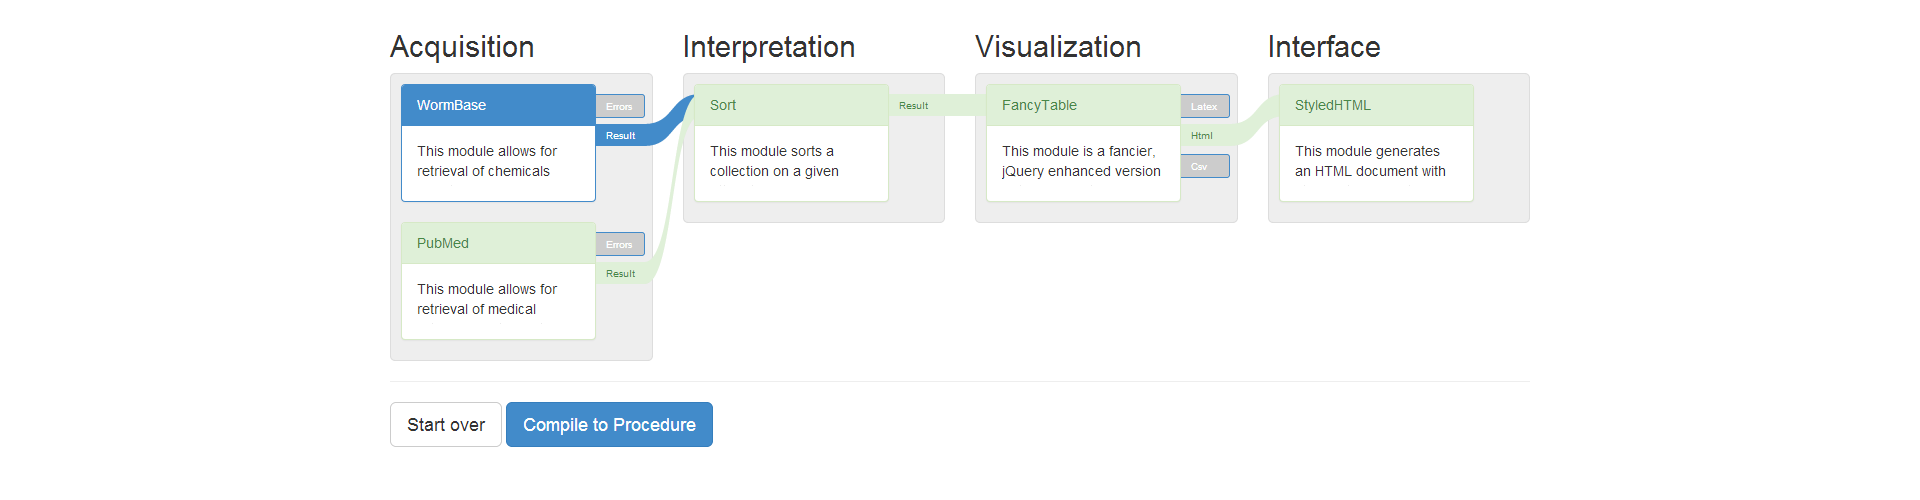 Acquisition
WormBase
Errors
Result
This module allows for
retrieval of chemicals
PubMed
Errors
Result
This module allows for
retrieval of medical
Interpretation
Sort
Result
This module sorts a
collection on a given
Visualization
FancyTable
Latex
Html
Csv
This module is a fancier,
jQuery enhanced version
Interface
StyledHTML
This module generates
an HTML document with
Start over
Compile to Procedure